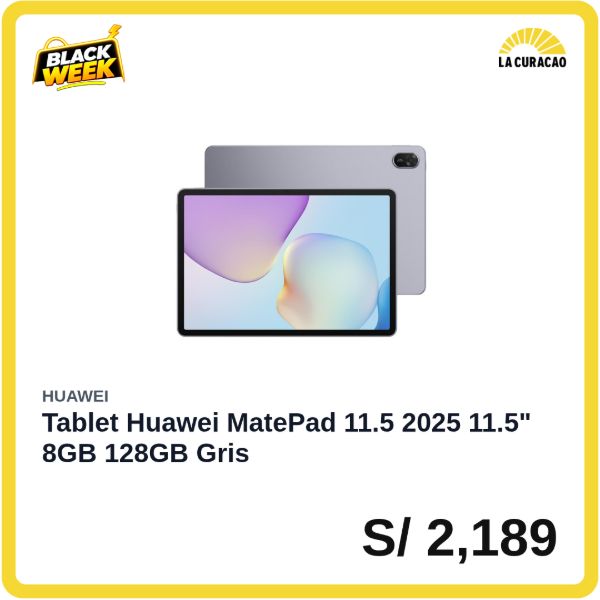 BLACK
WEEK
LA CURACAO
HUAWEI
Tablet Huawei MatePad 11.5 2025 11.5"
8GB 128GB Gris
S/ 2,189